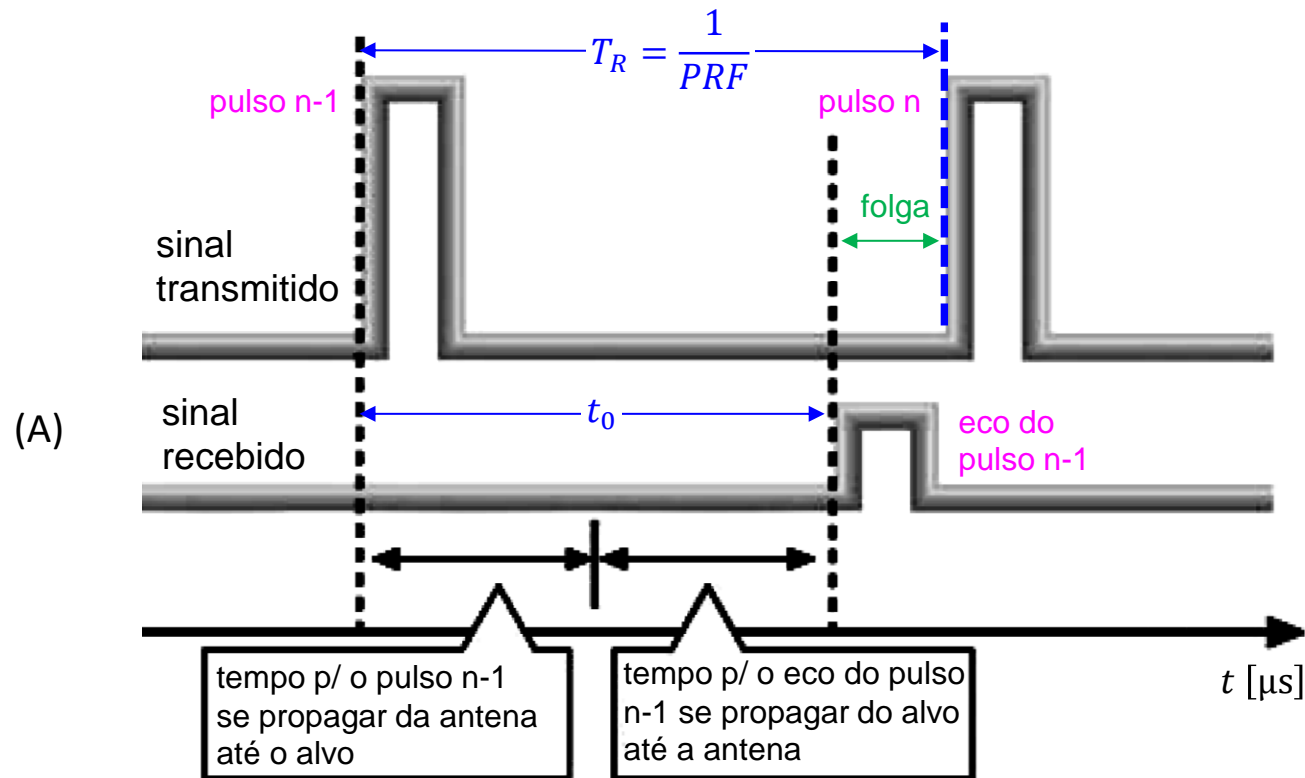 T_R = 1/PRF
pulso n-1
pulso n
folga
sinal
transmitido
(A)
sinal
recebido
t_0
eco do
pulso n-1
tempo p/ o pulso n-1
se propagar da antena
até o alvo
tempo p/ o eco do pulso
n-1 se propagar do alvo
até a antena
t [μs]